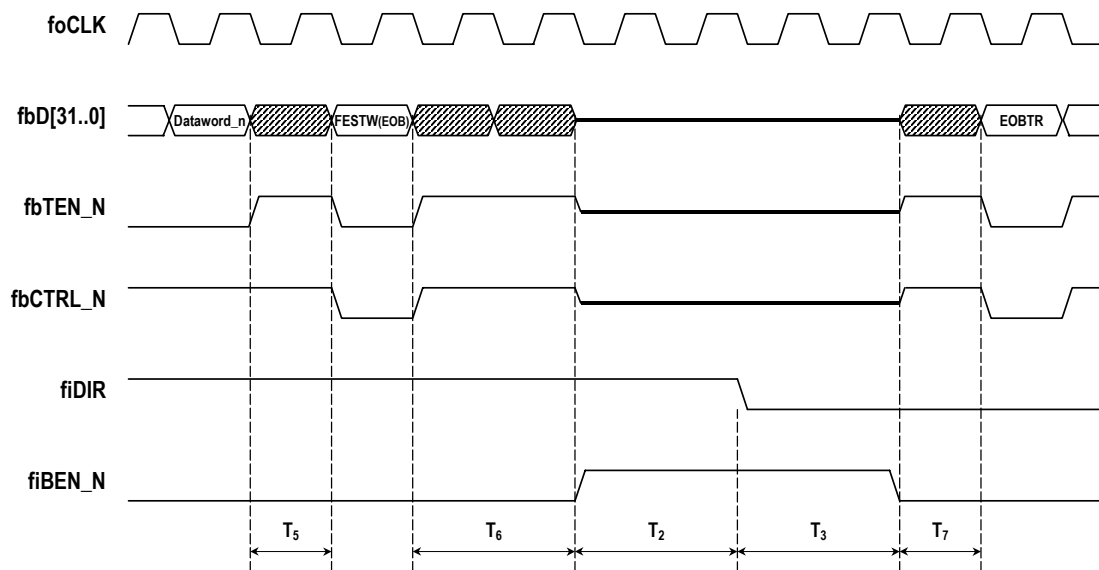 foCLK
fbD[31..0]
Dataword_n
FESTW(EOB)
EOBTR
fbTEN_N
fbCTRL_N
fiDIR
fiBEN_N
T5
T6
T2
T3
T7